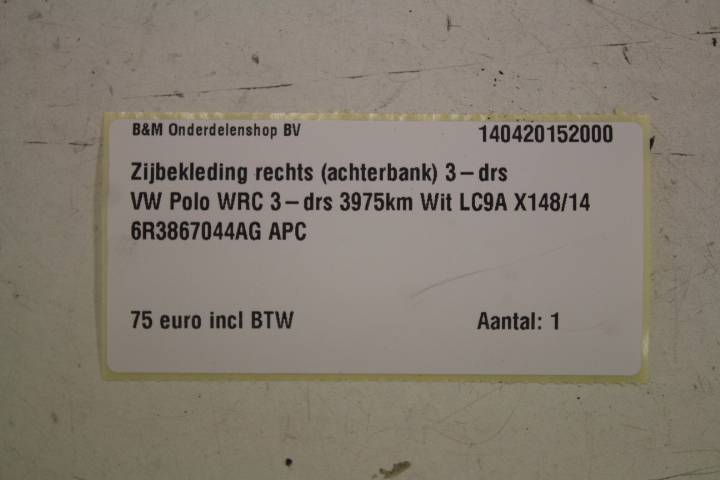 B&M Onderdelenshop BV 140420152000
Zijbekleding rechts (achterbank) 3-drs
VW Polo WRC 3-drs 3975km Wit LC9A X148/14
6R3867044AG APC
75 euro incl BTW Aantal: 1